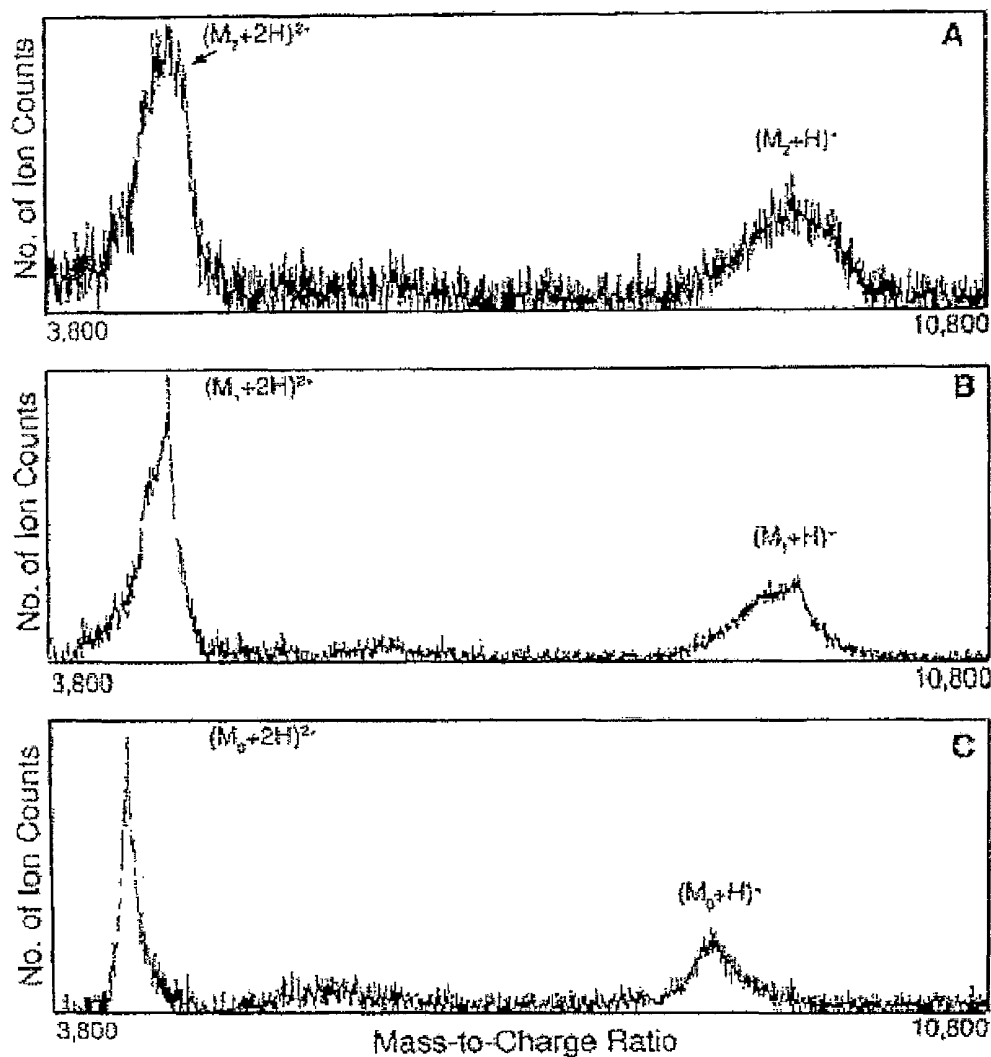 A
(M₂+2H)²⁺
(M₂+H)⁺
No. of Ion Counts
3,800
10,800
B
(M₁+2H)²⁺
(M₁+H)⁺
No. of Ion Counts
3,800
10,800
C
(M₀+2H)²⁺
(M₀+H)⁺
No. of Ion Counts
3,800
10,800
Mass-to-Charge Ratio